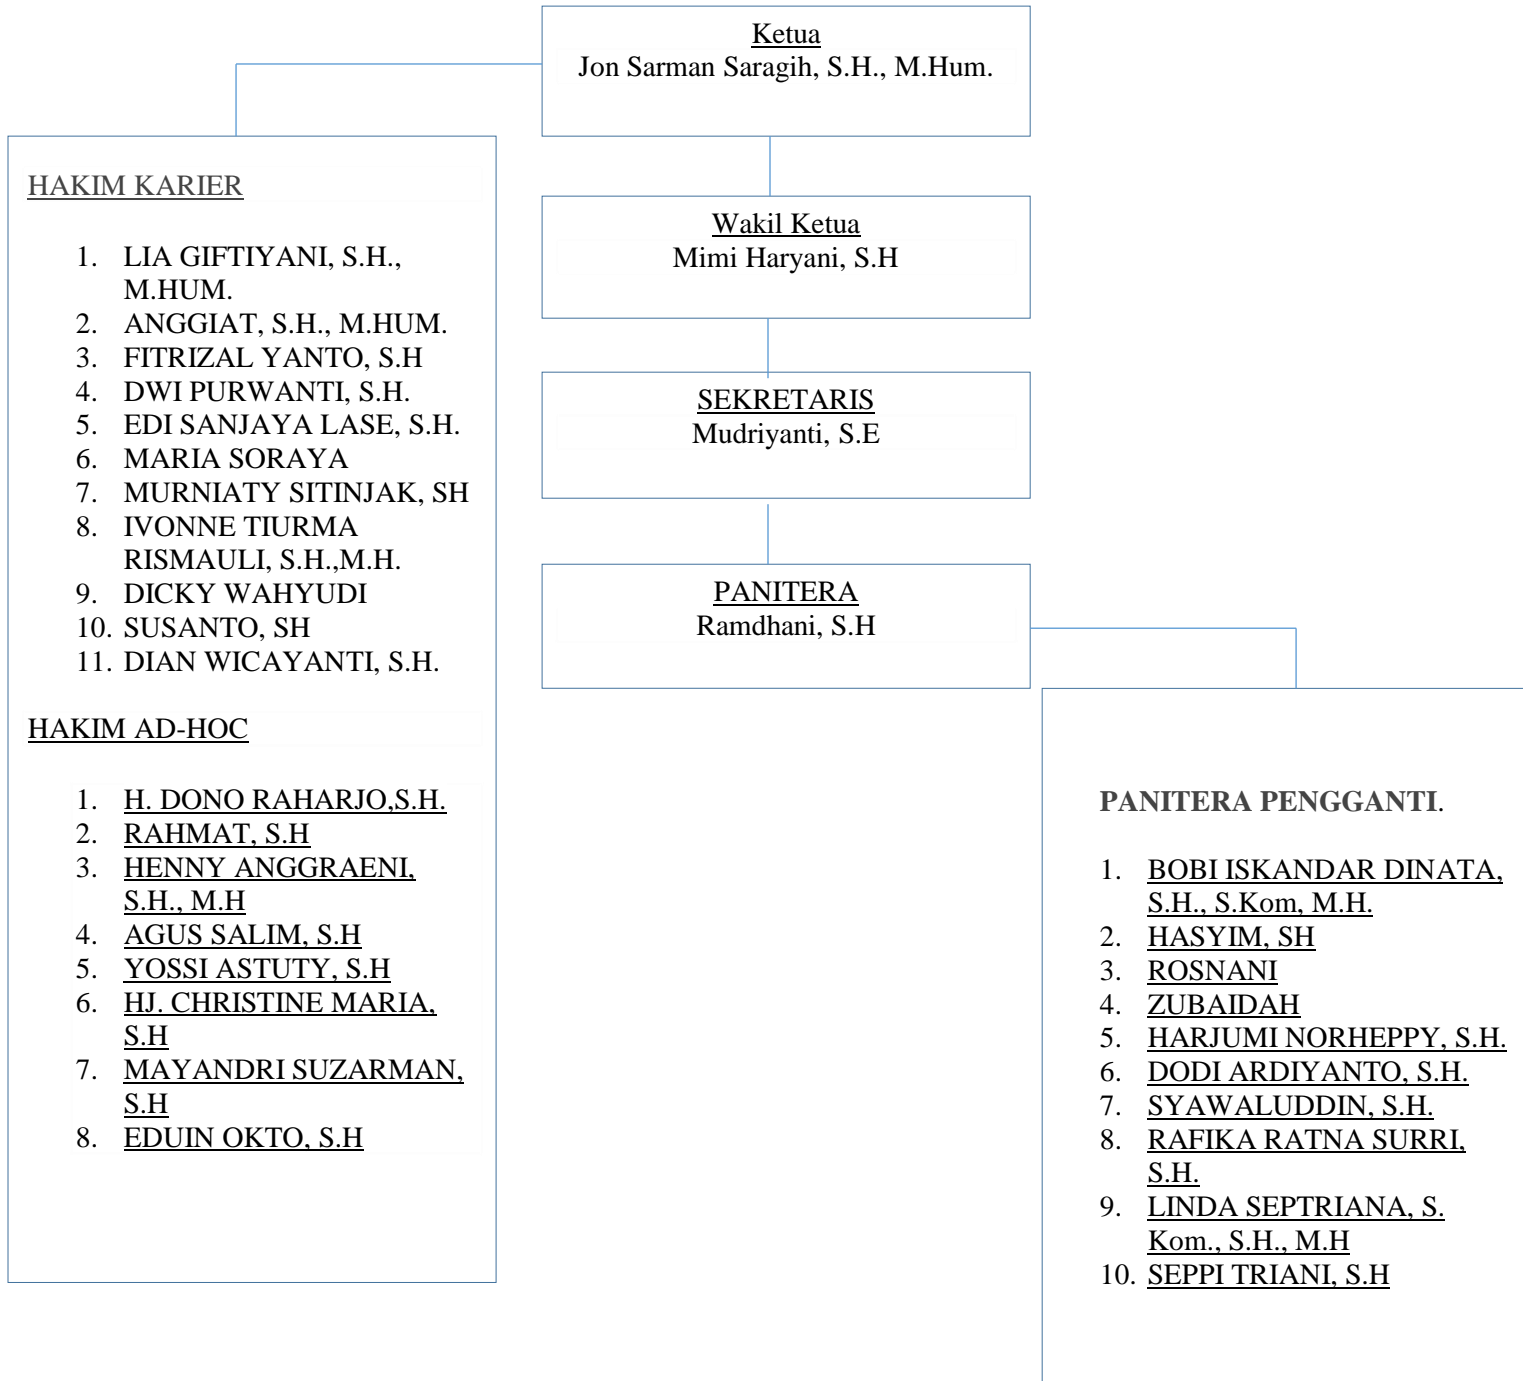 Ketua
Jon Sarman Saragih, S.H., M.Hum.
HAKIM KARIER
1. LIA GIFTIYANI, S.H.,
M.HUM.
2. ANGGIAT, S.H., M.HUM.
3. FITRIZAL YANTO, S.H
4. DWI PURWANTI, S.H.
5. EDI SANJAYA LASE, S.H.
6. MARIA SORAYA
7. MURNIATY SITINJAK, SH
8. IVONNE TIURMA
RISMAULI, S.H.,M.H.
9. DICKY WAHYUDI
10. SUSANTO, SH
11. DIAN WICAYANTI, S.H.
HAKIM AD-HOC
1. H. DONO RAHARJO,S.H.
2. RAHMAT, S.H
3. HENNY ANGGRAENI,
S.H., M.H
4. AGUS SALIM, S.H
5. YOSSI ASTUTY, S.H
6. HJ. CHRISTINE MARIA,
S.H
7. MAYANDRI SUZARMAN,
S.H
8. EDUIN OKTO, S.H
Wakil Ketua
Mimi Haryani, S.H
SEKRETARIS
Mudriyanti, S.E
PANITERA
Ramdhani, S.H
PANITERA PENGGANTI.
1. BOBI ISKANDAR DINATA,
S.H., S.Kom, M.H.
2. HASYIM, SH
3. ROSNANI
4. ZUBAIDAH
5. HARJUMI NORHEPPY, S.H.
6. DODI ARDIYANTO, S.H.
7. SYAWALUDDIN, S.H.
8. RAFIKA RATNA SURRI,
S.H.
9. LINDA SEPTRIANA, S.
Kom., S.H., M.H
10. SEPPI TRIANI, S.H